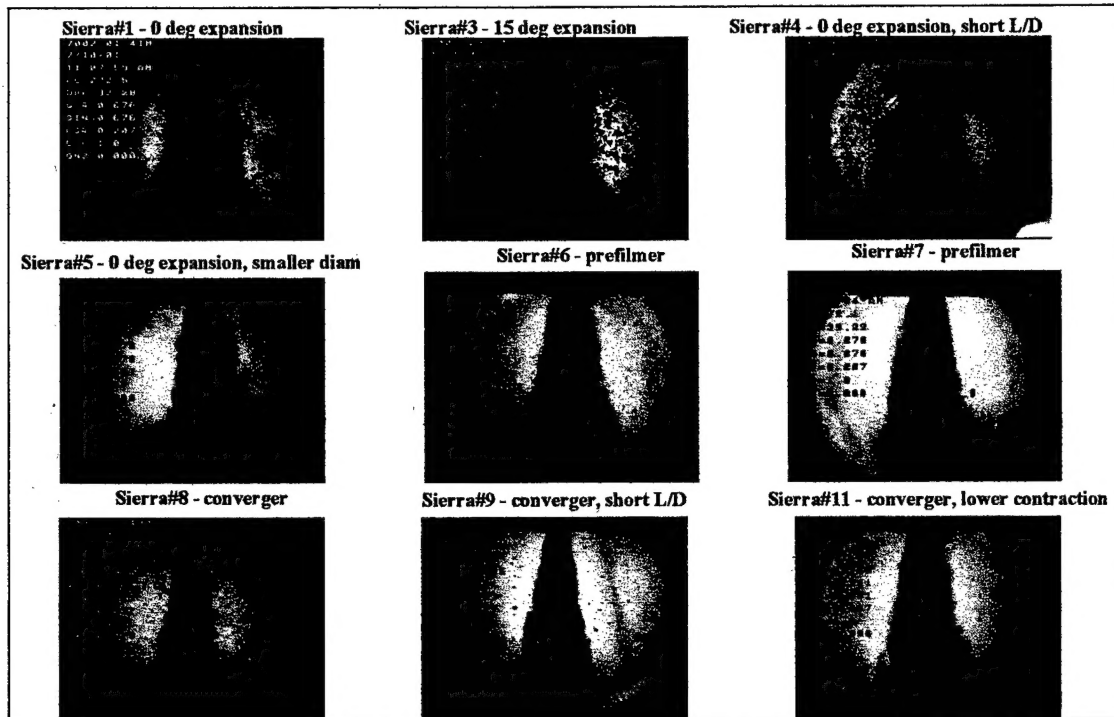 Sierra#1 - 0 deg expansion
Sierra#3 - 15 deg expansion
Sierra#4 - 0 deg expansion, short L/D
Sierra#5 - 0 deg expansion, smaller diam
Sierra#6 - prefilmer
Sierra#7 - prefilmer
Sierra#8 - converger
Sierra#9 - converger, short L/D
Sierra#11 - converger, lower contraction